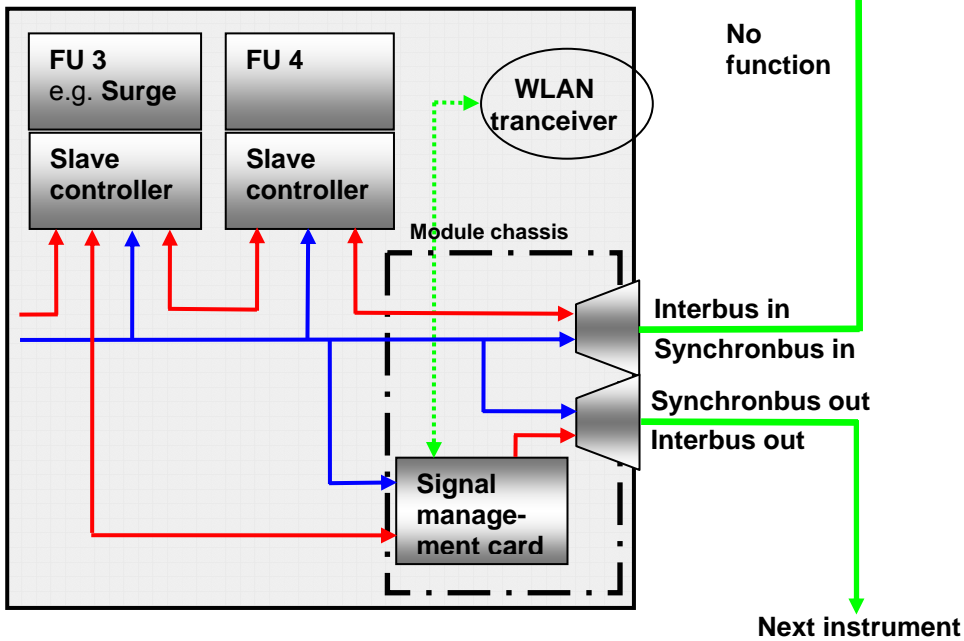 FU 3
e.g. Surge
FU 4
No
function
WLAN
tranceiver
Slave
controller
Slave
controller
Module chassis
Interbus in
Synchronbus in
Synchronbus out
Interbus out
Signal
manage-
ment card
Next instrument